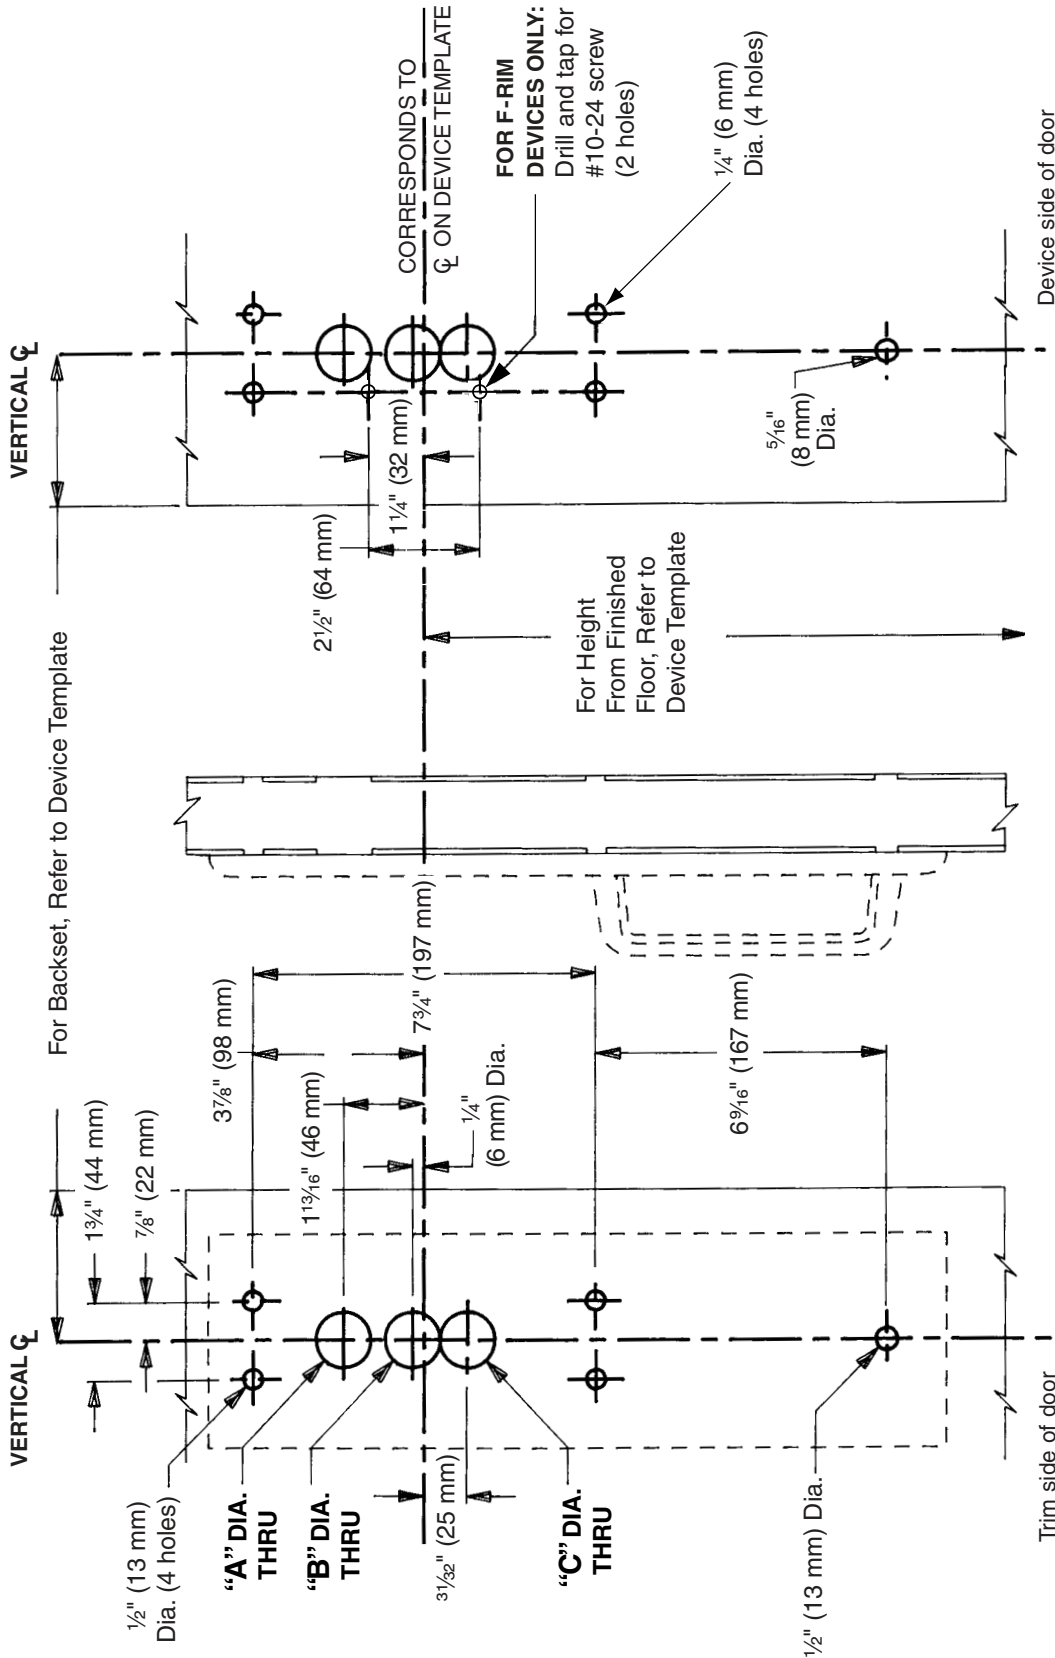 VERTICAL ℄
For Backset, Refer to Device Template
VERTICAL ℄
1¾" (44 mm)
⅞" (22 mm)
½" (13 mm)
Dia. (4 holes)
"A" DIA.
THRU
"B" DIA.
THRU
31/32" (25 mm)
"C" DIA.
THRU
½" (13 mm) Dia.
Trim side of door
3⅞" (98 mm)
1 13/16" (46 mm)
7¾" (197 mm)
¼"
(6 mm) Dia.
6 9/16" (167 mm)
For Height
From Finished
Floor, Refer to
Device Template
2½" (64 mm)
1¼" (32 mm)
5/16"
(8 mm)
Dia.
CORRESPONDS TO
℄ ON DEVICE TEMPLATE
FOR F-RIM
DEVICES ONLY:
Drill and tap for
#10-24 screw
(2 holes)
¼" (6 mm)
Dia. (4 holes)
Device side of door